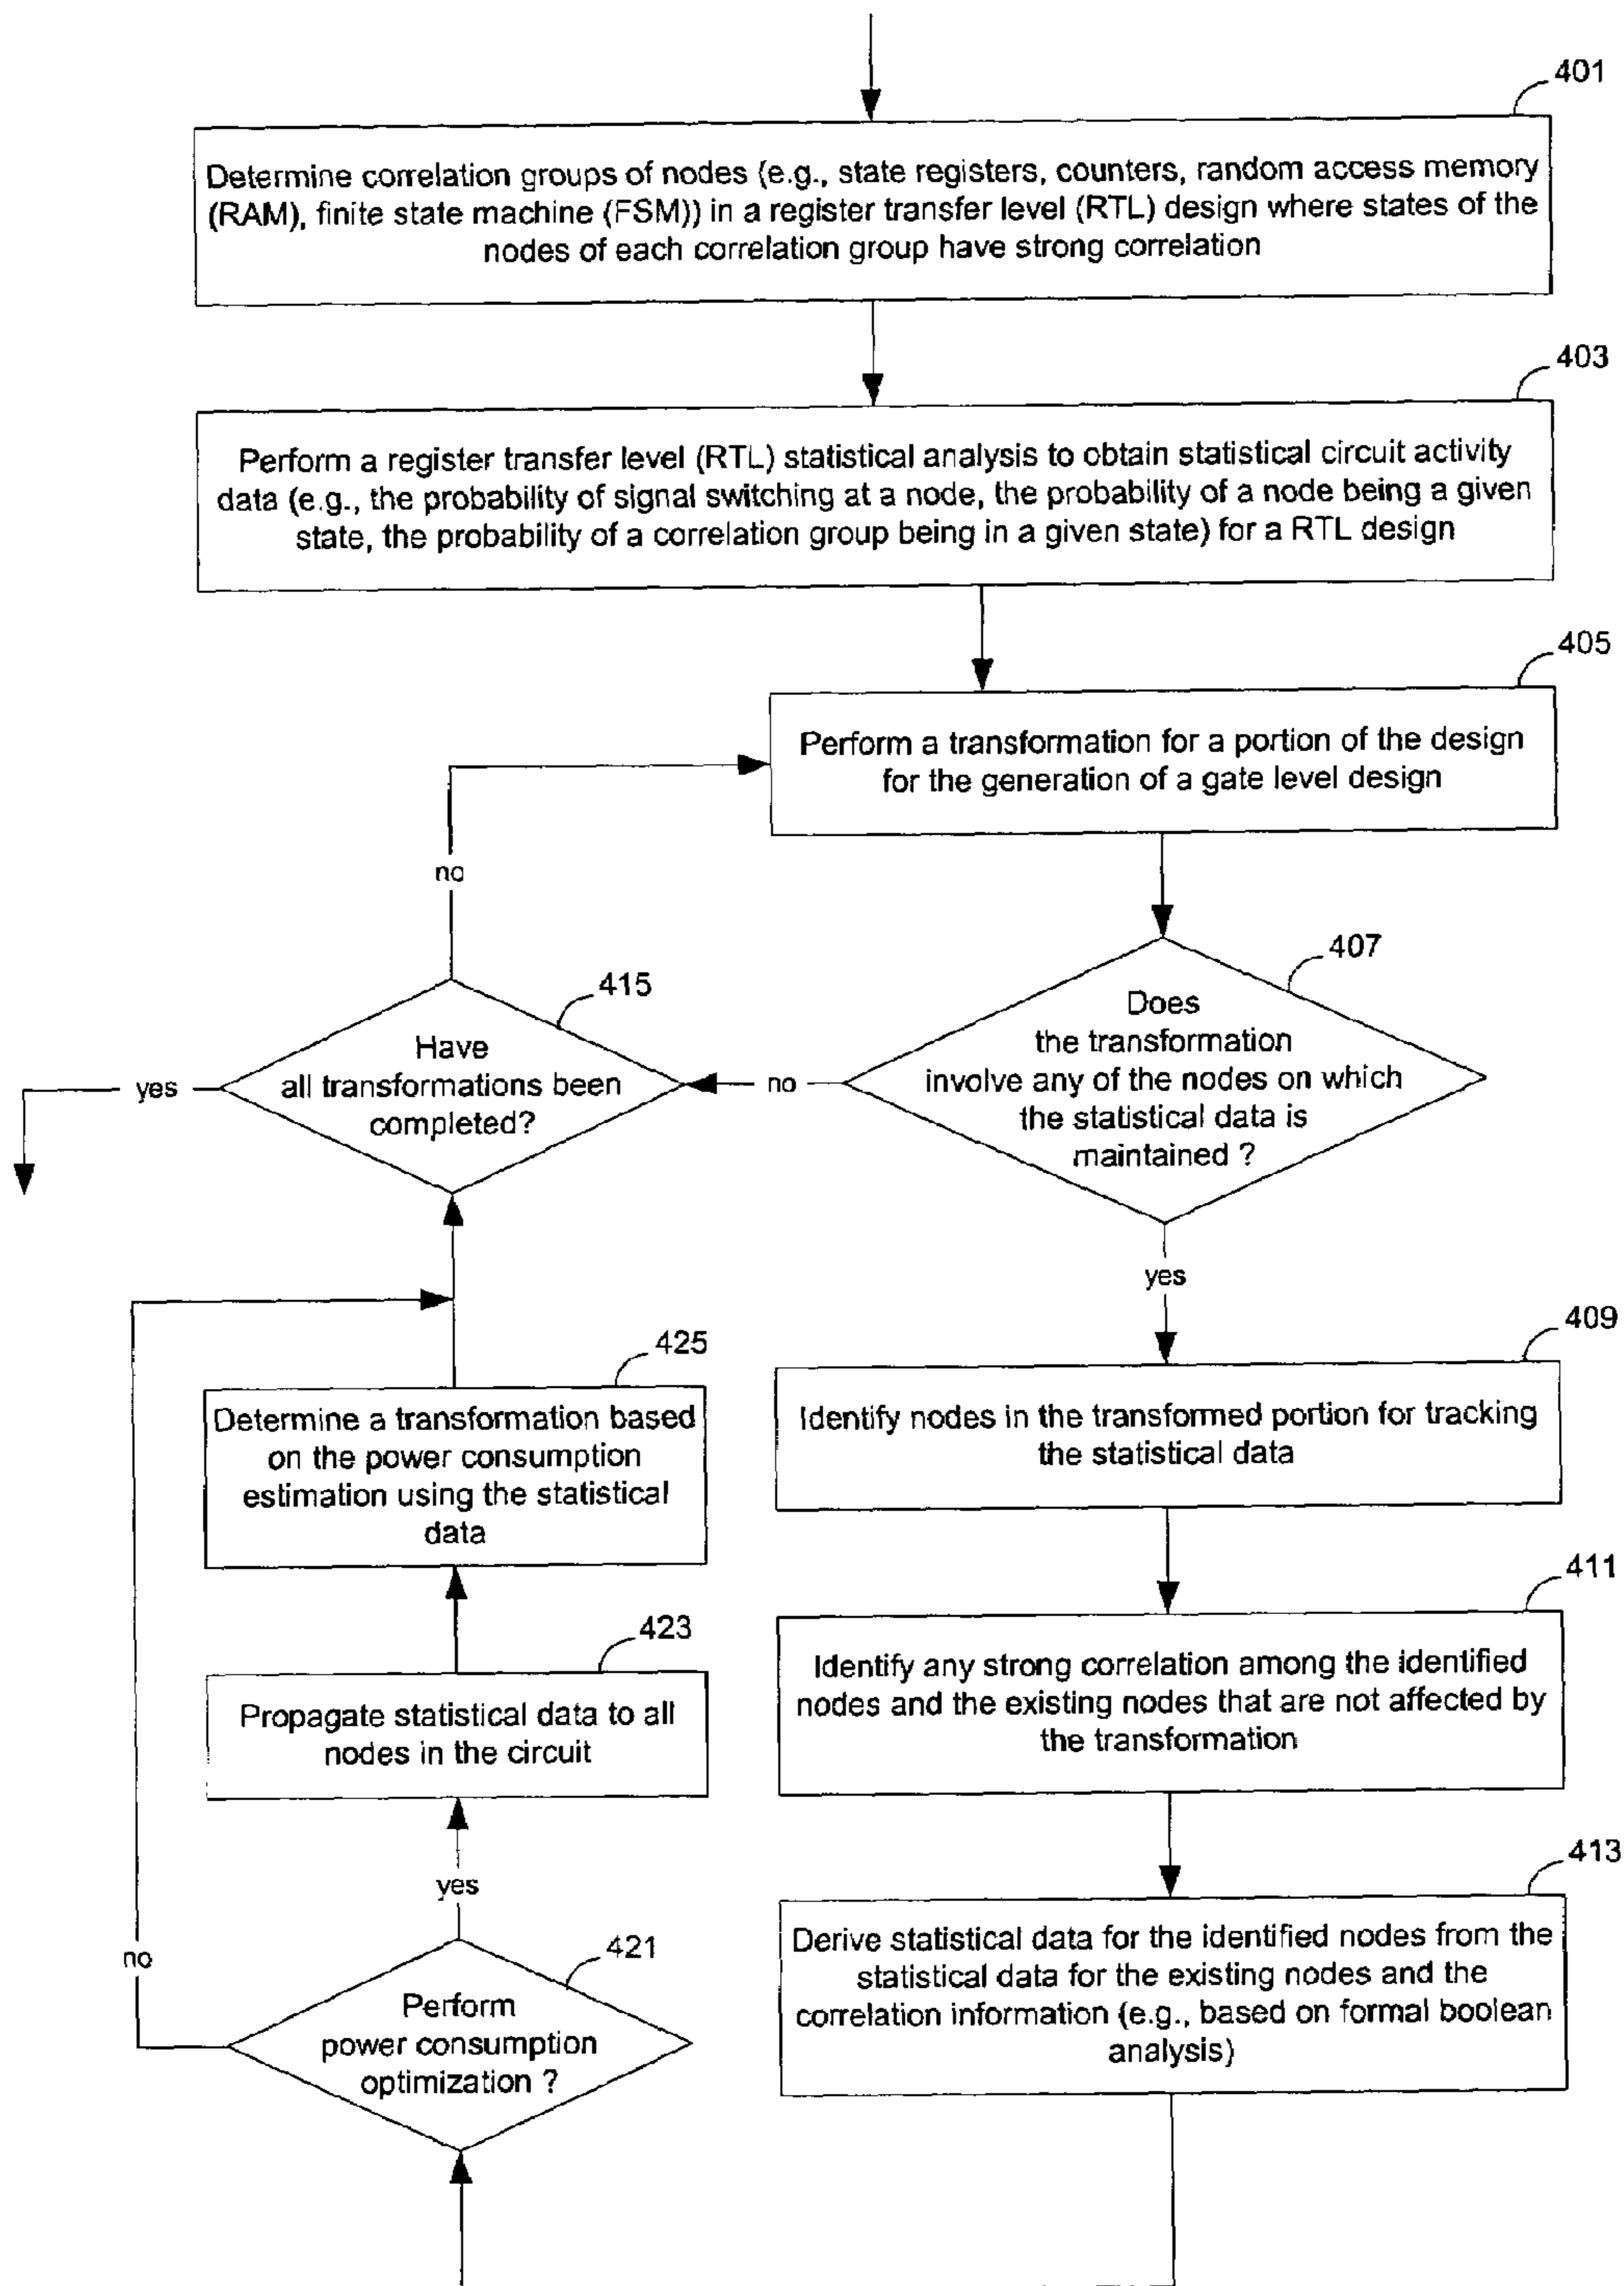 401
Determine correlation groups of nodes (e.g., state registers, counters, random access memory
(RAM), finite state machine (FSM)) in a register transfer level (RTL) design where states of the
nodes of each correlation group have strong correlation
403
Perform a register transfer level (RTL) statistical analysis to obtain statistical circuit activity
data (e.g., the probability of signal switching at a node, the probability of a node being a given
state, the probability of a correlation group being in a given state) for a RTL design
405
Perform a transformation for a portion of the design
for the generation of a gate level design
no
407
Does
the transformation
involve any of the nodes on which
the statistical data is
maintained ?
415
Have
all transformations been
completed?
yes
no
yes
409
Identify nodes in the transformed portion for tracking
the statistical data
425
Determine a transformation based
on the power consumption
estimation using the statistical
data
411
Identify any strong correlation among the identified
nodes and the existing nodes that are not affected by
the transformation
423
Propagate statistical data to all
nodes in the circuit
413
Derive statistical data for the identified nodes from the
statistical data for the existing nodes and the
correlation information (e.g., based on formal boolean
analysis)
yes
no
421
Perform
power consumption
optimization ?